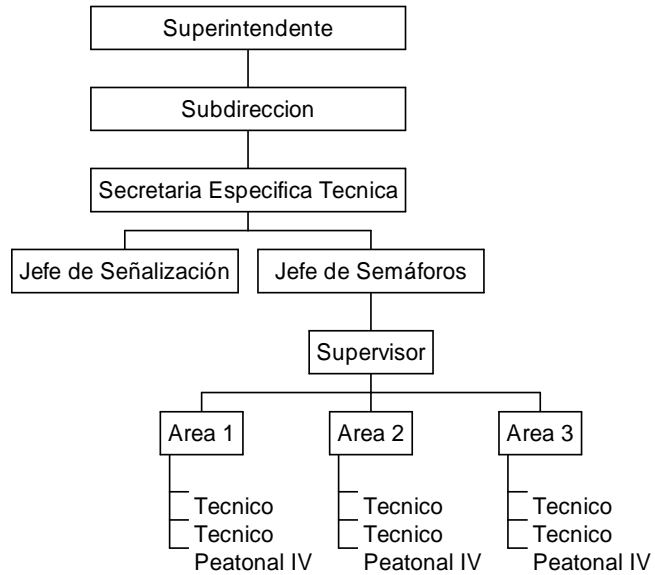 Superintendente
Subdireccion
Secretaria Especifica Tecnica
Jefe de Señalización
Jefe de Semáforos
Supervisor
Area 1
Area 2
Area 3
Tecnico
Tecnico
Peatonal IV
Tecnico
Tecnico
Peatonal IV
Tecnico
Tecnico
Peatonal IV